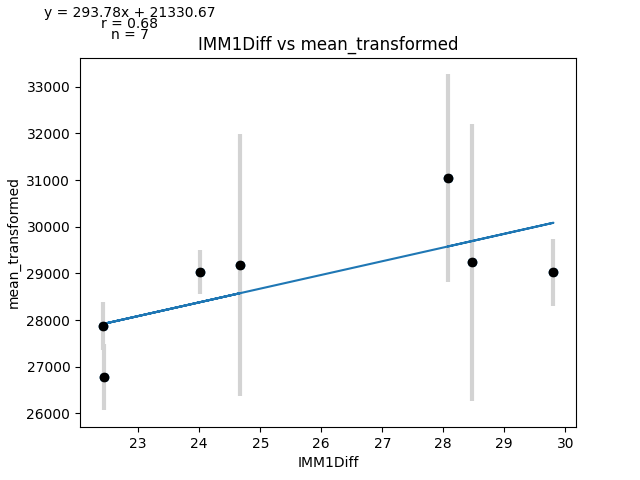 y = 293.78x + 21330.67
r = 0.68
n = 7
IMM1Diff vs mean_transformed
33000
32000
31000
30000
29000
28000
27000
26000
mean_transformed
23 24 25 26 27 28 29 30
IMM1Diff